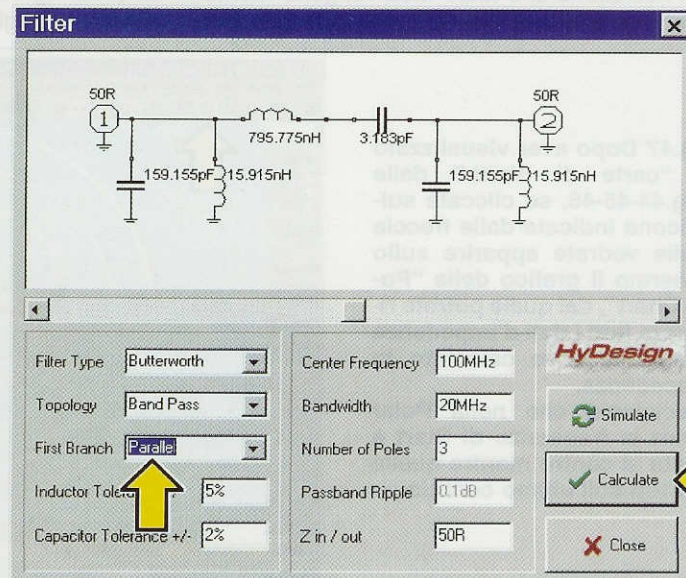 Filter
50R
50R
1
2
795.775nH
3.183pF
159.155pF
15.915nH
159.155pF
15.915nH
Filter Type
Butterworth
Topology
Band Pass
First Branch
Parallel
Inductor
5%
Capacitor Tolerance +/-
2%
Center Frequency
100MHz
Bandwidth
20MHz
Number of Poles
3
Passband Ripple
0.1dB
Z in / out
50R
HyDesign
Simulate
Calculate
Close